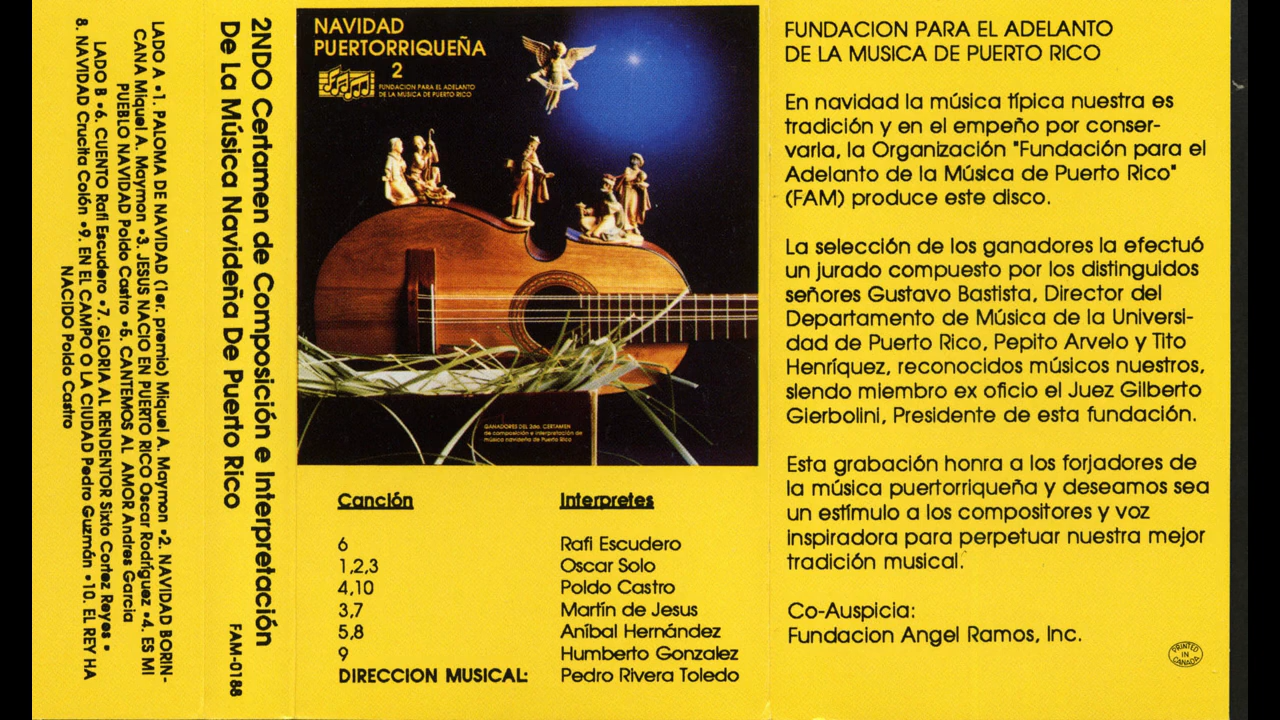 LADO A •1. PALOMA DE NAVIDAD (1er. premio) Miquel A. Maymon •2. NAVIDAD BORIN-
CANA Miquel A. Maymon •3. JESUS NACIO EN PUERTO RICO Oscar Rodríguez •4. ES MI
PUEBLO NAVIDAD Poldo Castro •5. CANTEMOS AL AMOR Andres Garcia
LADO B •6. CUENTO Rafi Escudero •7. GLORIA AL RENDENTOR Sixto Cortez Reyes •
8. NAVIDAD Crucita Colón •9. EN EL CAMPO O LA CIUDAD Pedro Guzmán •10. EL REY HA
NACIDO Poldo Castro
2NDO Certamen de Composición e Interpretación
De La Música Navideña De Puerto Rico
FAM-0188
NAVIDAD
PUERTORRIQUEÑA
2
FUNDACION PARA EL ADELANTO
DE LA MUSICA DE PUERTO RICO
GANADORES DEL 2do. CERTAMEN
de composición e interpretación de
música navideña de Puerto Rico
Canción Interpretes
6 Rafi Escudero
1,2,3 Oscar Solo
4,10 Poldo Castro
3,7 Martín de Jesus
5,8 Aníbal Hernández
9 Humberto Gonzalez
DIRECCION MUSICAL: Pedro Rivera Toledo
FUNDACION PARA EL ADELANTO
DE LA MUSICA DE PUERTO RICO
En navidad la música típica nuestra es
tradición y en el empeño por conser-
varla, la Organización "Fundación para el
Adelanto de la Música de Puerto Rico"
(FAM) produce este disco.
La selección de los ganadores la efectuó
un jurado compuesto por los distinguidos
señores Gustavo Bastista, Director del
Departamento de Música de la Universi-
dad de Puerto Rico, Pepito Arvelo y Tito
Henríquez, reconocidos músicos nuestros,
siendo miembro ex oficio el Juez Gilberto
Gierbolini, Presidente de esta fundación.
Esta grabación honra a los forjadores de
la música puertorriqueña y deseamos sea
un estímulo a los compositores y voz
inspiradora para perpetuar nuestra mejor
tradición musical.
Co-Auspicia:
Fundacion Angel Ramos, Inc.
PRINTED
IN
CANADA